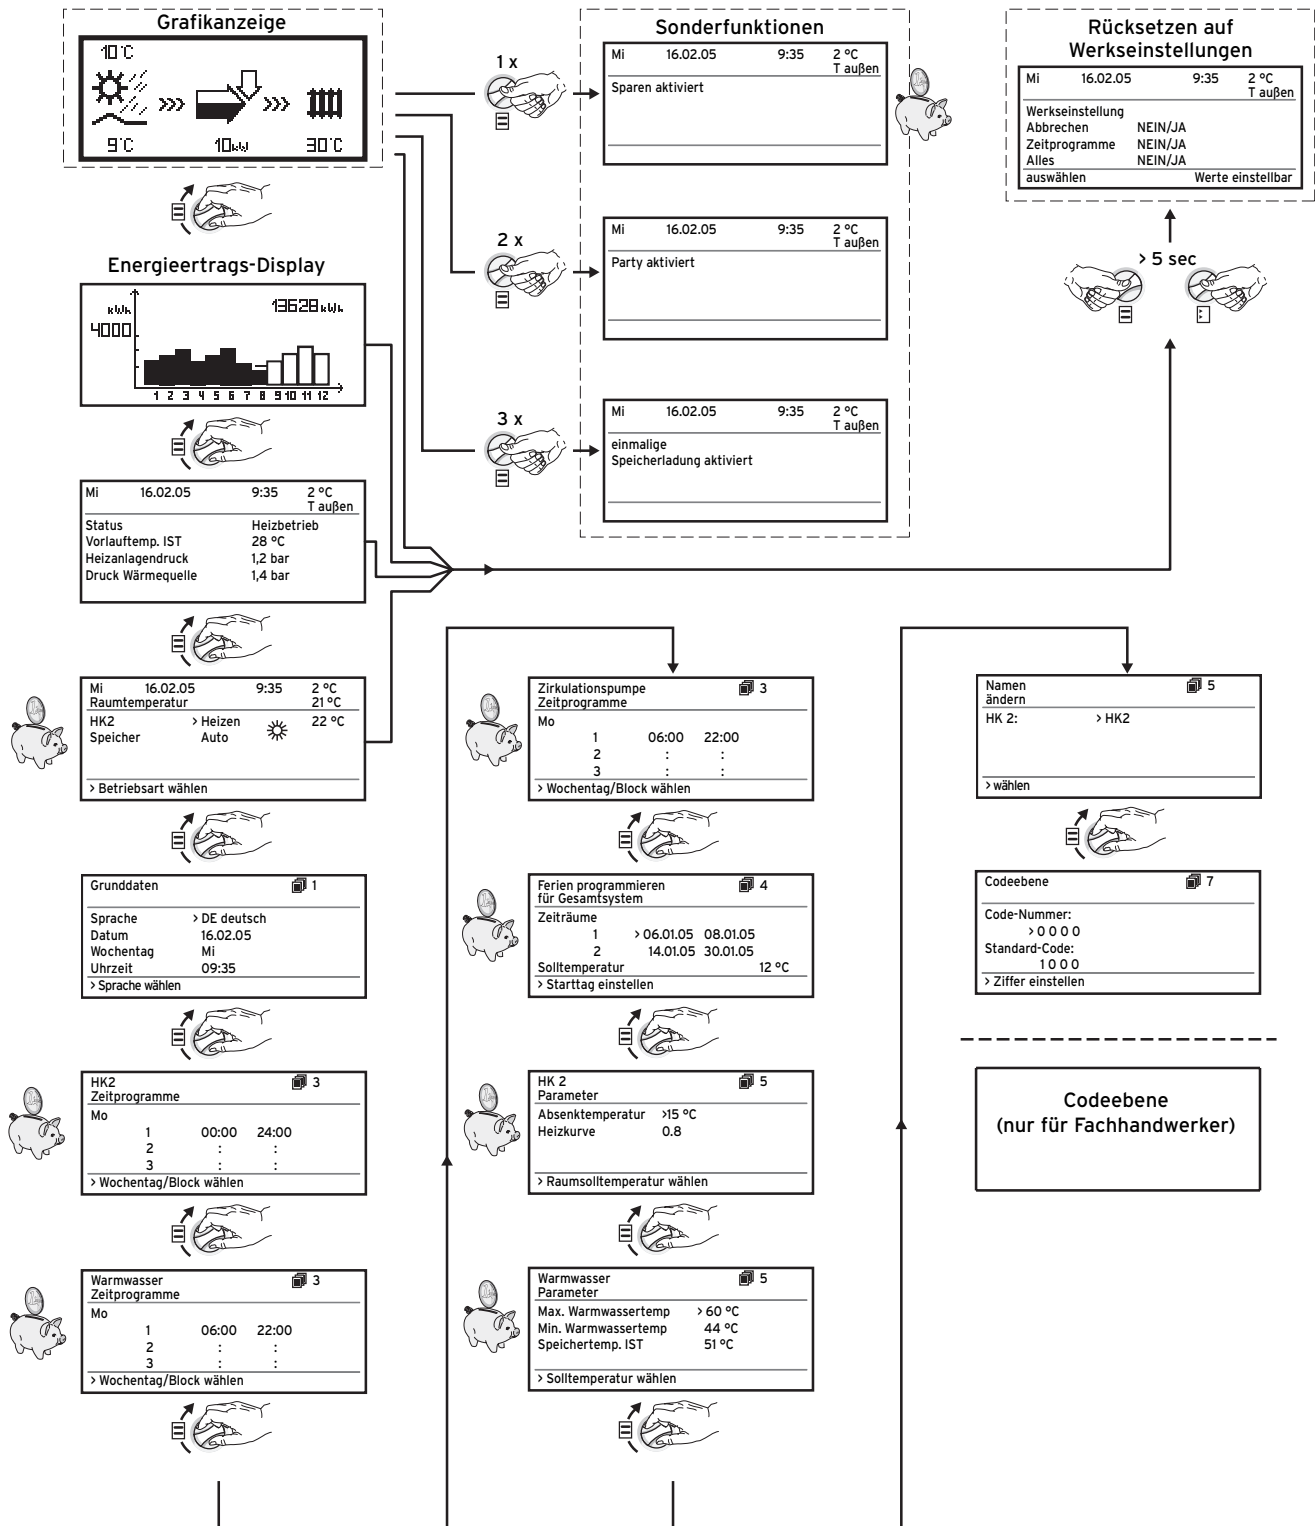 Grafikanzeige
10°C
9°C 10kW 30°C
Energieertrags-Display
kWh 13628kWh
4000
1 2 3 4 5 6 7 8 9 10 11 12
Mi 16.02.05 9:35 2 °C
T außen
Status Heizbetrieb
Vorlauftemp. IST 28 °C
Heizanlagendruck 1,2 bar
Druck Wärmequelle 1,4 bar
Mi 16.02.05 9:35 2 °C
Raumtemperatur 21 °C
HK2 > Heizen 22 °C
Speicher Auto
> Betriebsart wählen
Grunddaten 1
Sprache > DE deutsch
Datum 16.02.05
Wochentag Mi
Uhrzeit 09:35
> Sprache wählen
HK2 3
Zeitprogramme
Mo
1 00:00 24:00
2 : :
3 : :
> Wochentag/Block wählen
Warmwasser 3
Zeitprogramme
Mo
1 06:00 22:00
2 : :
3 : :
> Wochentag/Block wählen
Sonderfunktionen
1 x
Mi 16.02.05 9:35 2 °C
T außen
Sparen aktiviert
2 x
Mi 16.02.05 9:35 2 °C
T außen
Party aktiviert
3 x
Mi 16.02.05 9:35 2 °C
T außen
einmalige
Speicherladung aktiviert
Zirkulationspumpe 3
Zeitprogramme
Mo
1 06:00 22:00
2 : :
3 : :
> Wochentag/Block wählen
Ferien programmieren 4
für Gesamtsystem
Zeiträume
1 > 06.01.05 08.01.05
2 14.01.05 30.01.05
Solltemperatur 12 °C
> Starttag einstellen
HK 2 5
Parameter
Absenktemperatur >15 °C
Heizkurve 0.8
> Raumsolltemperatur wählen
Warmwasser 5
Parameter
Max. Warmwassertemp > 60 °C
Min. Warmwassertemp 44 °C
Speichertemp. IST 51 °C
> Solltemperatur wählen
Rücksetzen auf
Werkseinstellungen
Mi 16.02.05 9:35 2 °C
T außen
Werkseinstellung
Abbrechen NEIN/JA
Zeitprogramme NEIN/JA
Alles NEIN/JA
auswählen Werte einstellbar
> 5 sec
Namen 5
ändern
HK 2: > HK2
> wählen
Codeebene 7
Code-Nummer:
> 0 0 0 0
Standard-Code:
1 0 0 0
> Ziffer einstellen
Codeebene
(nur für Fachhandwerker)